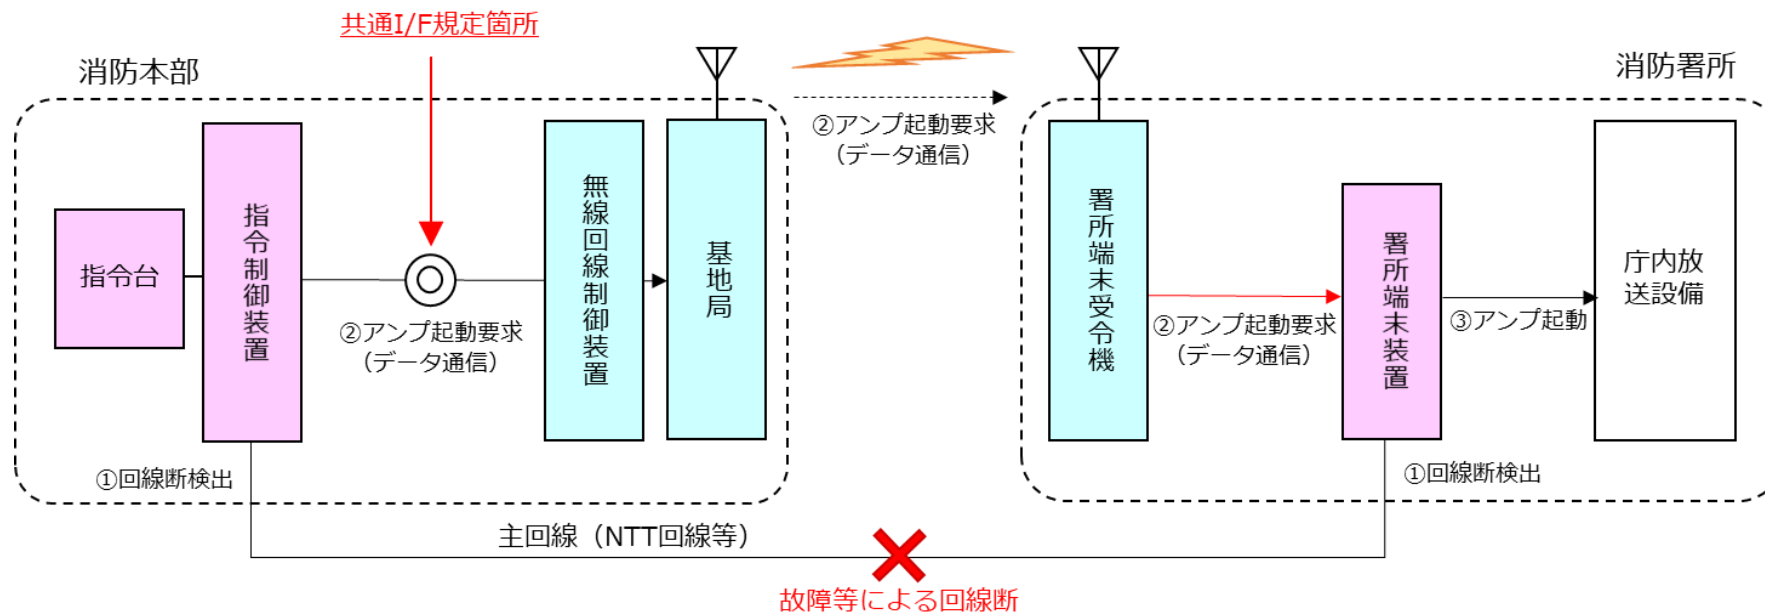 共通I/F規定箇所
消防本部
消防署所
②アンプ起動要求
（データ通信）
指令台
指令制御装置
②アンプ起動要求
（データ通信）
無線回線制御装置
基地局
署所端末受令機
②アンプ起動要求
（データ通信）
署所端末装置
③アンプ起動
庁内放
送設備
①回線断検出
①回線断検出
主回線（NTT回線等）
故障等による回線断